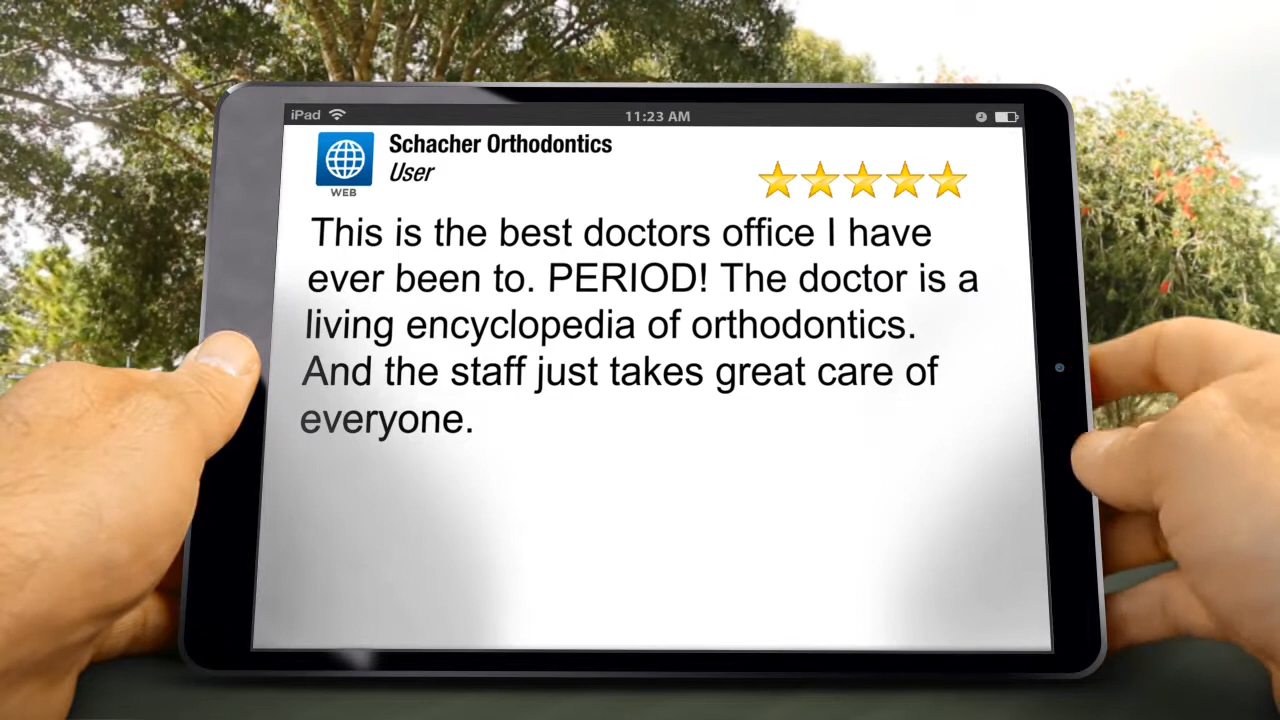 iPad 11:23 AM
Schacher Orthodontics
User
WEB
This is the best doctors office I have
ever been to. PERIOD! The doctor is a
living encyclopedia of orthodontics.
And the staff just takes great care of
everyone.